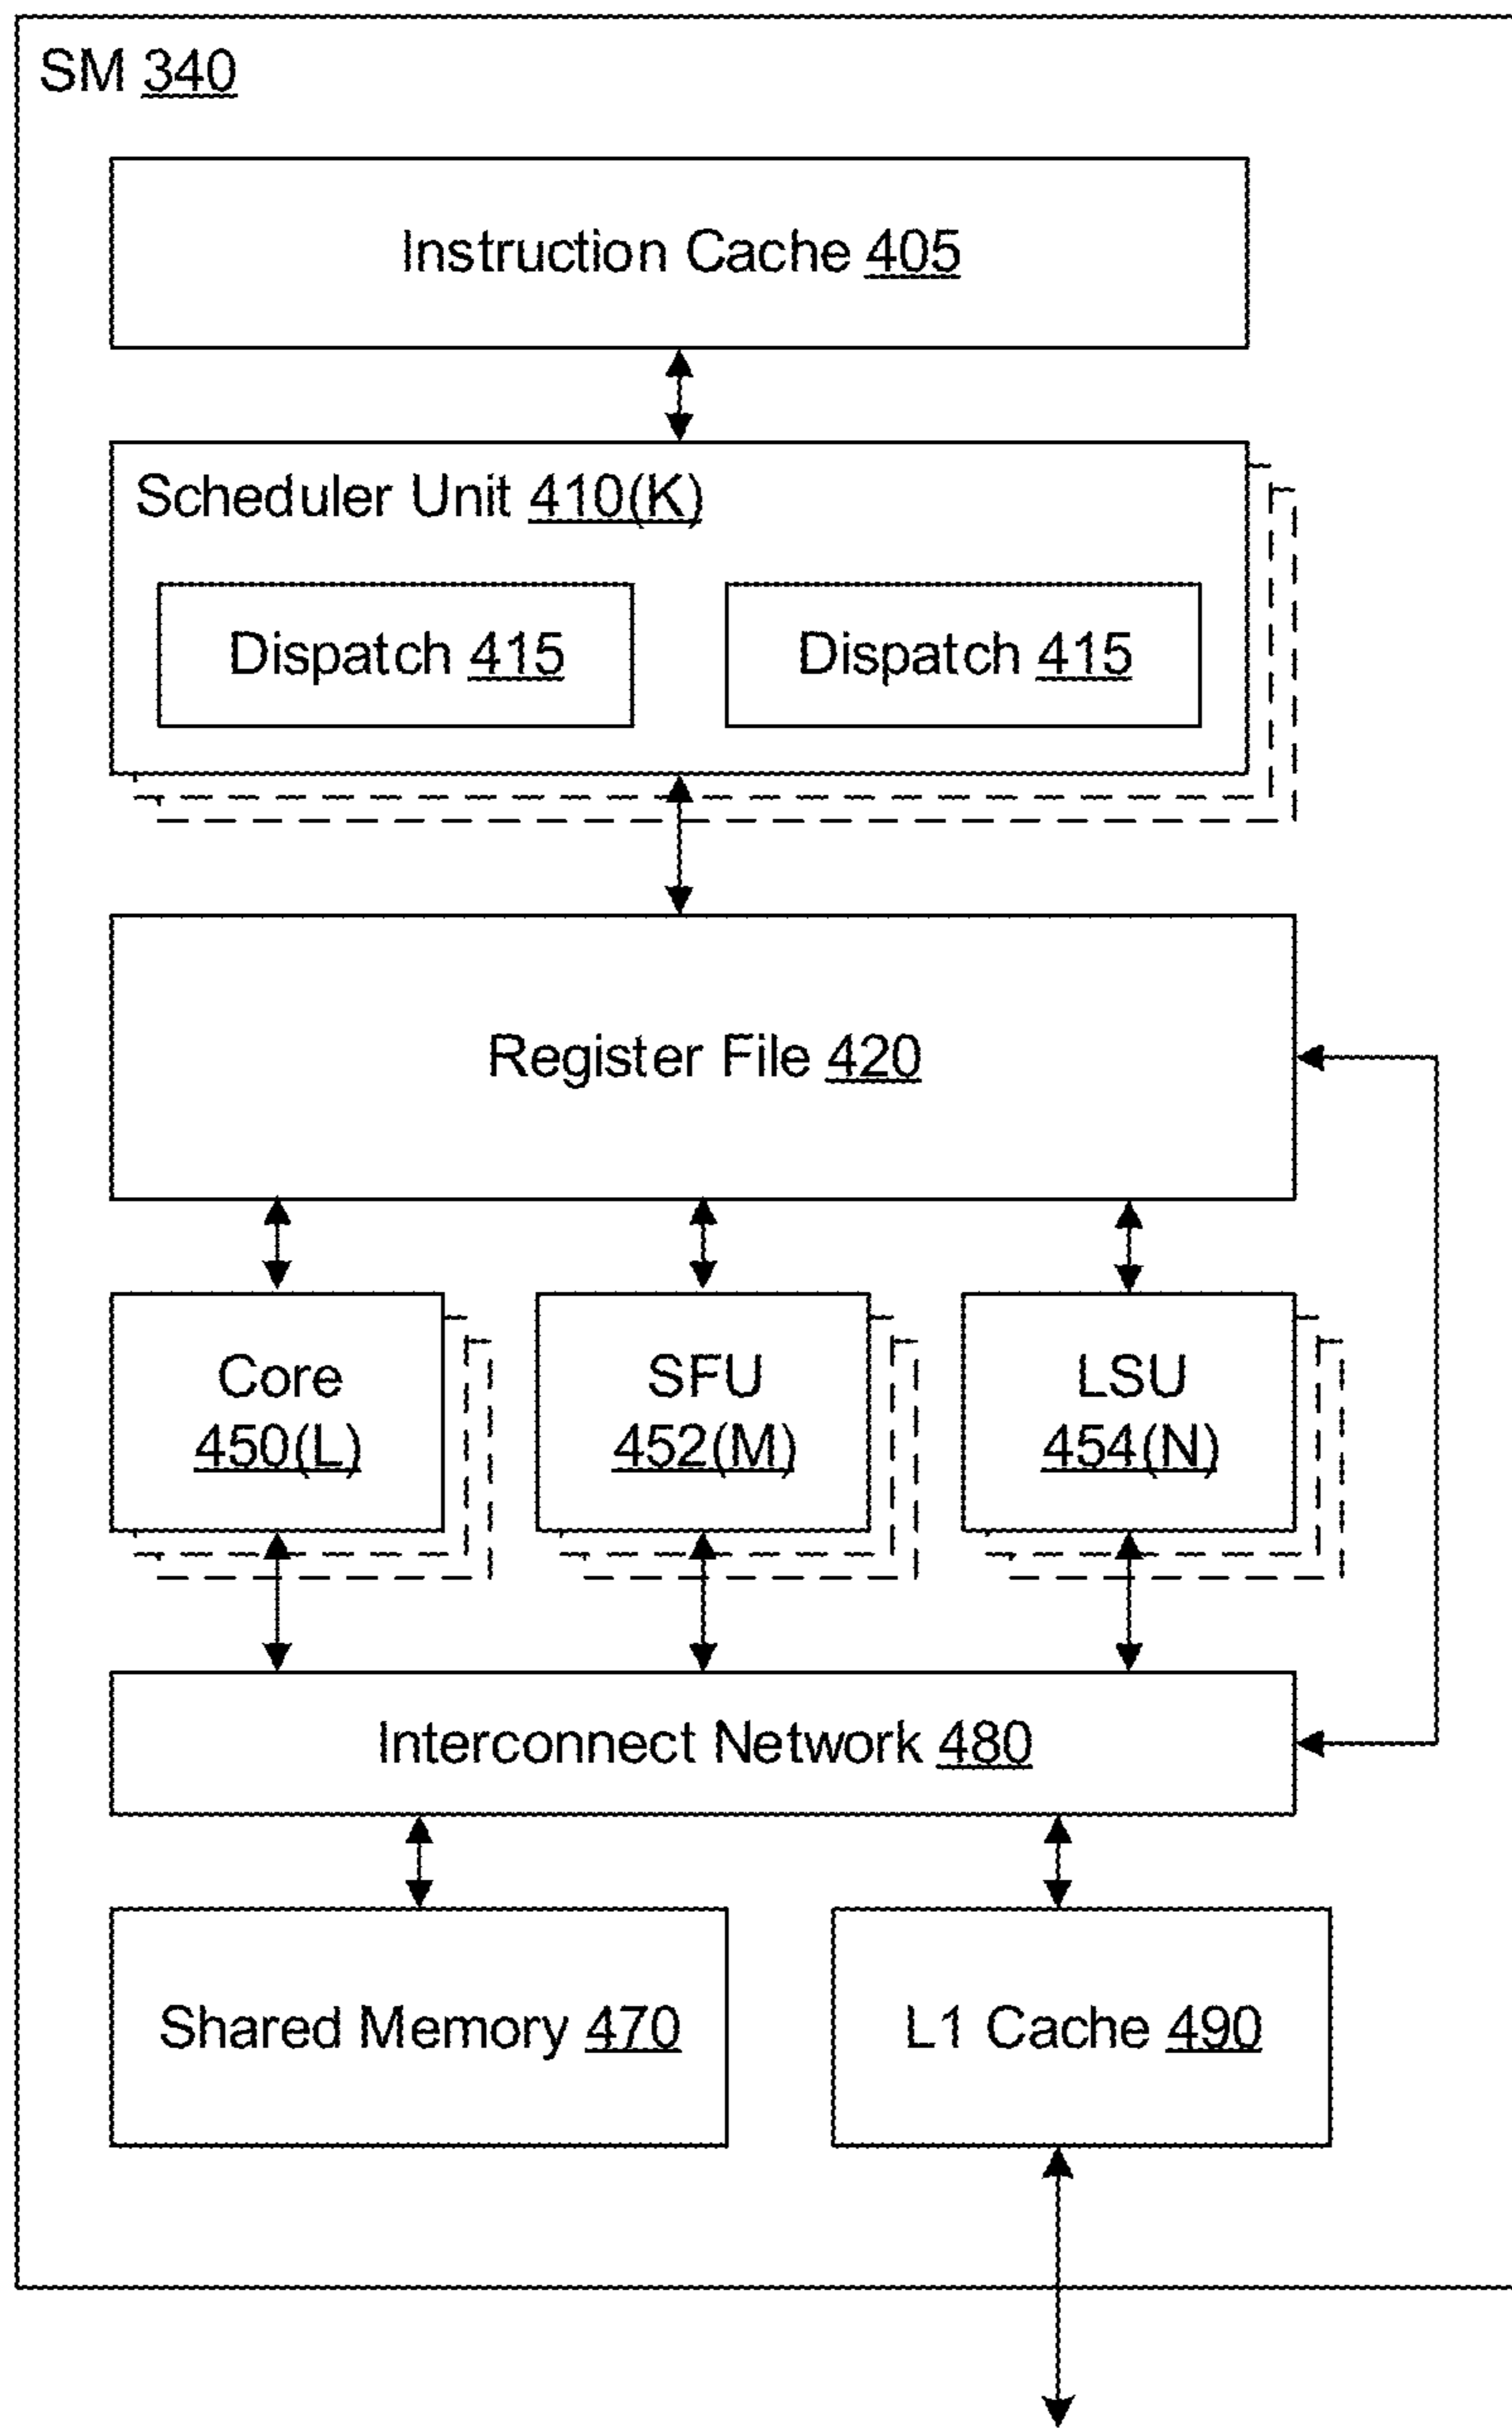 SM 340
Instruction Cache 405
Scheduler Unit 410(K)
Dispatch 415
Dispatch 415
Register File 420
Core
450(L)
SFU
452(M)
LSU
454(N)
Interconnect Network 480
Shared Memory 470
L1 Cache 490